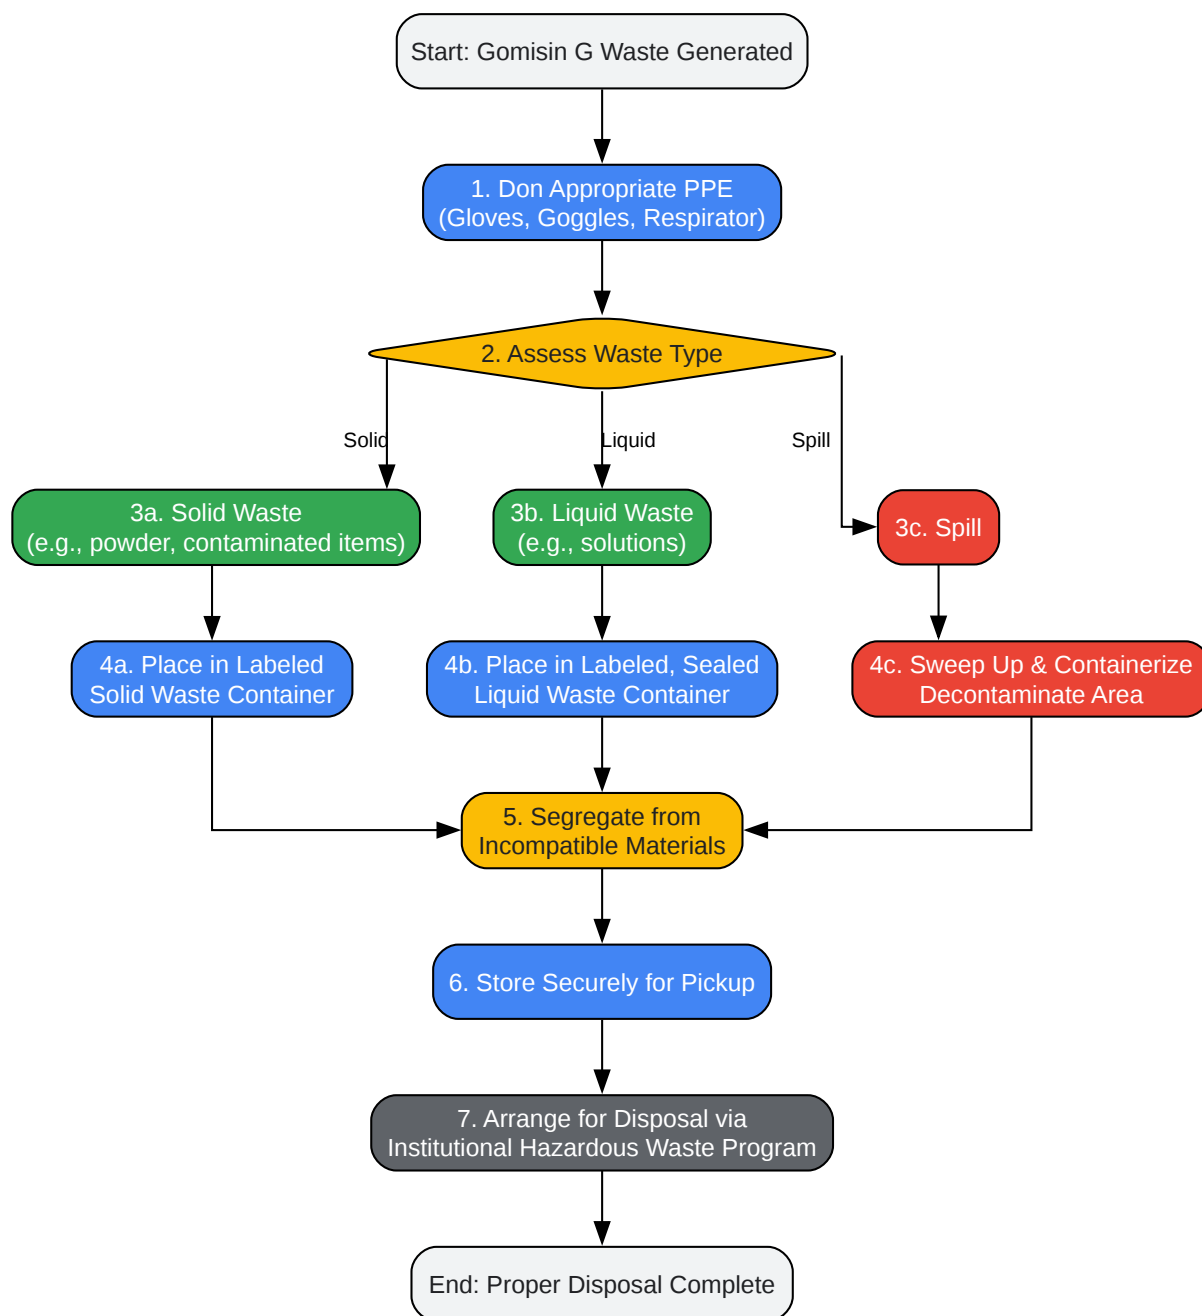 Start: Gomisin G Waste Generated
1. Don Appropriate PPE
(Gloves, Goggles, Respirator)
2. Assess Waste Type
Solid
Liquid
Spill
3a. Solid Waste
(e.g., powder, contaminated items)
3b. Liquid Waste
(e.g., solutions)
3c. Spill
4a. Place in Labeled
Solid Waste Container
4b. Place in Labeled, Sealed
Liquid Waste Container
4c. Sweep Up & Containerize
Decontaminate Area
5. Segregate from
Incompatible Materials
6. Store Securely for Pickup
7. Arrange for Disposal via
Institutional Hazardous Waste Program
End: Proper Disposal Complete